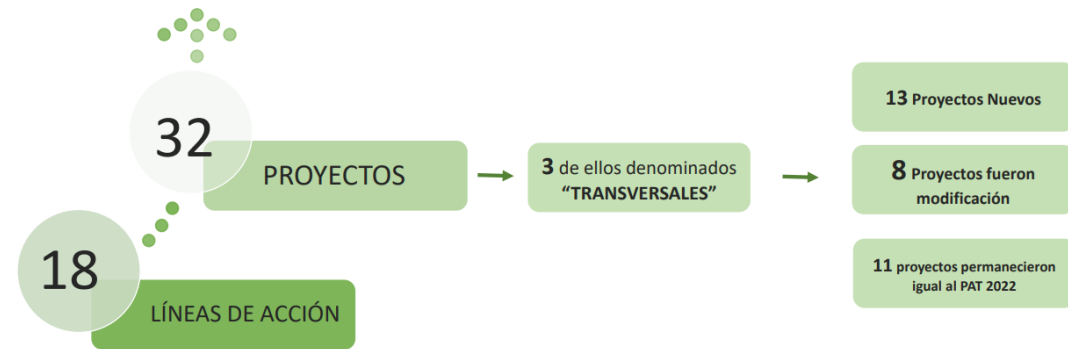 32
PROYECTOS
18
LÍNEAS DE ACCIÓN
3 de ellos denominados
“TRANSVERSALES”
13 Proyectos Nuevos
8 Proyectos fueron
modificación
11 proyectos permanecieron
igual al PAT 2022